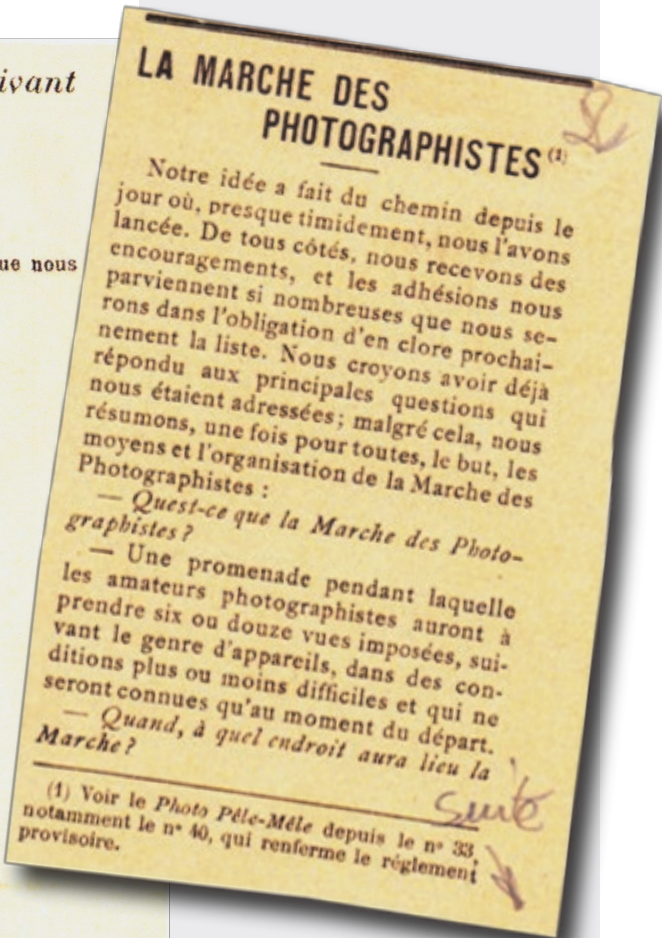 ivant
ue nous
LA MARCHE DES
PHOTOGRAPHISTES (1)
Notre idée a fait du chemin depuis le
jour où, presque timidement, nous l'avons
lancée. De tous côtés, nous recevons des
encouragements, et les adhésions nous
parviennent si nombreuses que nous se-
rons dans l'obligation d'en clore prochai-
nement la liste. Nous croyons avoir déjà
répondu aux principales questions qui
nous étaient adressées; malgré cela, nous
résumons, une fois pour toutes, le but, les
moyens et l'organisation de la Marche des
Photographistes :
— Quest-ce que la Marche des Photo-
graphistes?
— Une promenade pendant laquelle
les amateurs photographistes auront à
prendre six ou douze vues imposées, sui-
vant le genre d'appareils, dans des con-
ditions plus ou moins difficiles et qui ne
seront connues qu'au moment du départ.
— Quand, à quel endroit aura lieu la
Marche?
Suite
(1) Voir le Photo Pêle-Mêle depuis le n° 33,
notamment le n° 40, qui renferme le réglement
provisoire.